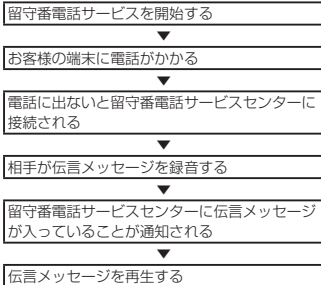 留守番電話サービスを開始する
▼
お客様の端末に電話がかかる
▼
電話に出ないと留守番電話サービスセンターに
接続される
▼
相手が伝言メッセージを録音する
▼
留守番電話サービスセンターに伝言メッセージ
が入っていることが通知される
▼
伝言メッセージを再生する